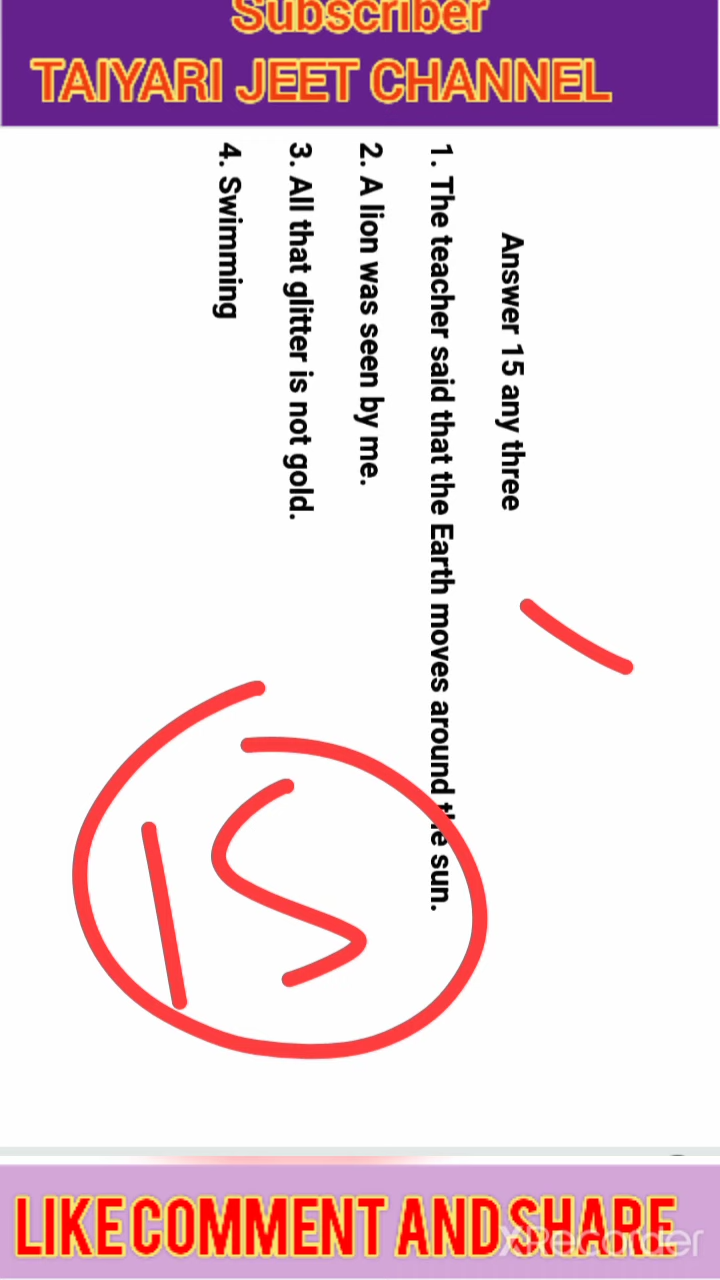 Subscriber
TAIYARI JEET CHANNEL
Answer 15 any three
1. The teacher said that the Earth moves around the sun.
2. A lion was seen by me.
3. All that glitter is not gold.
4. Swimming
15
LIKE COMMENT AND SHARE
XRecorder